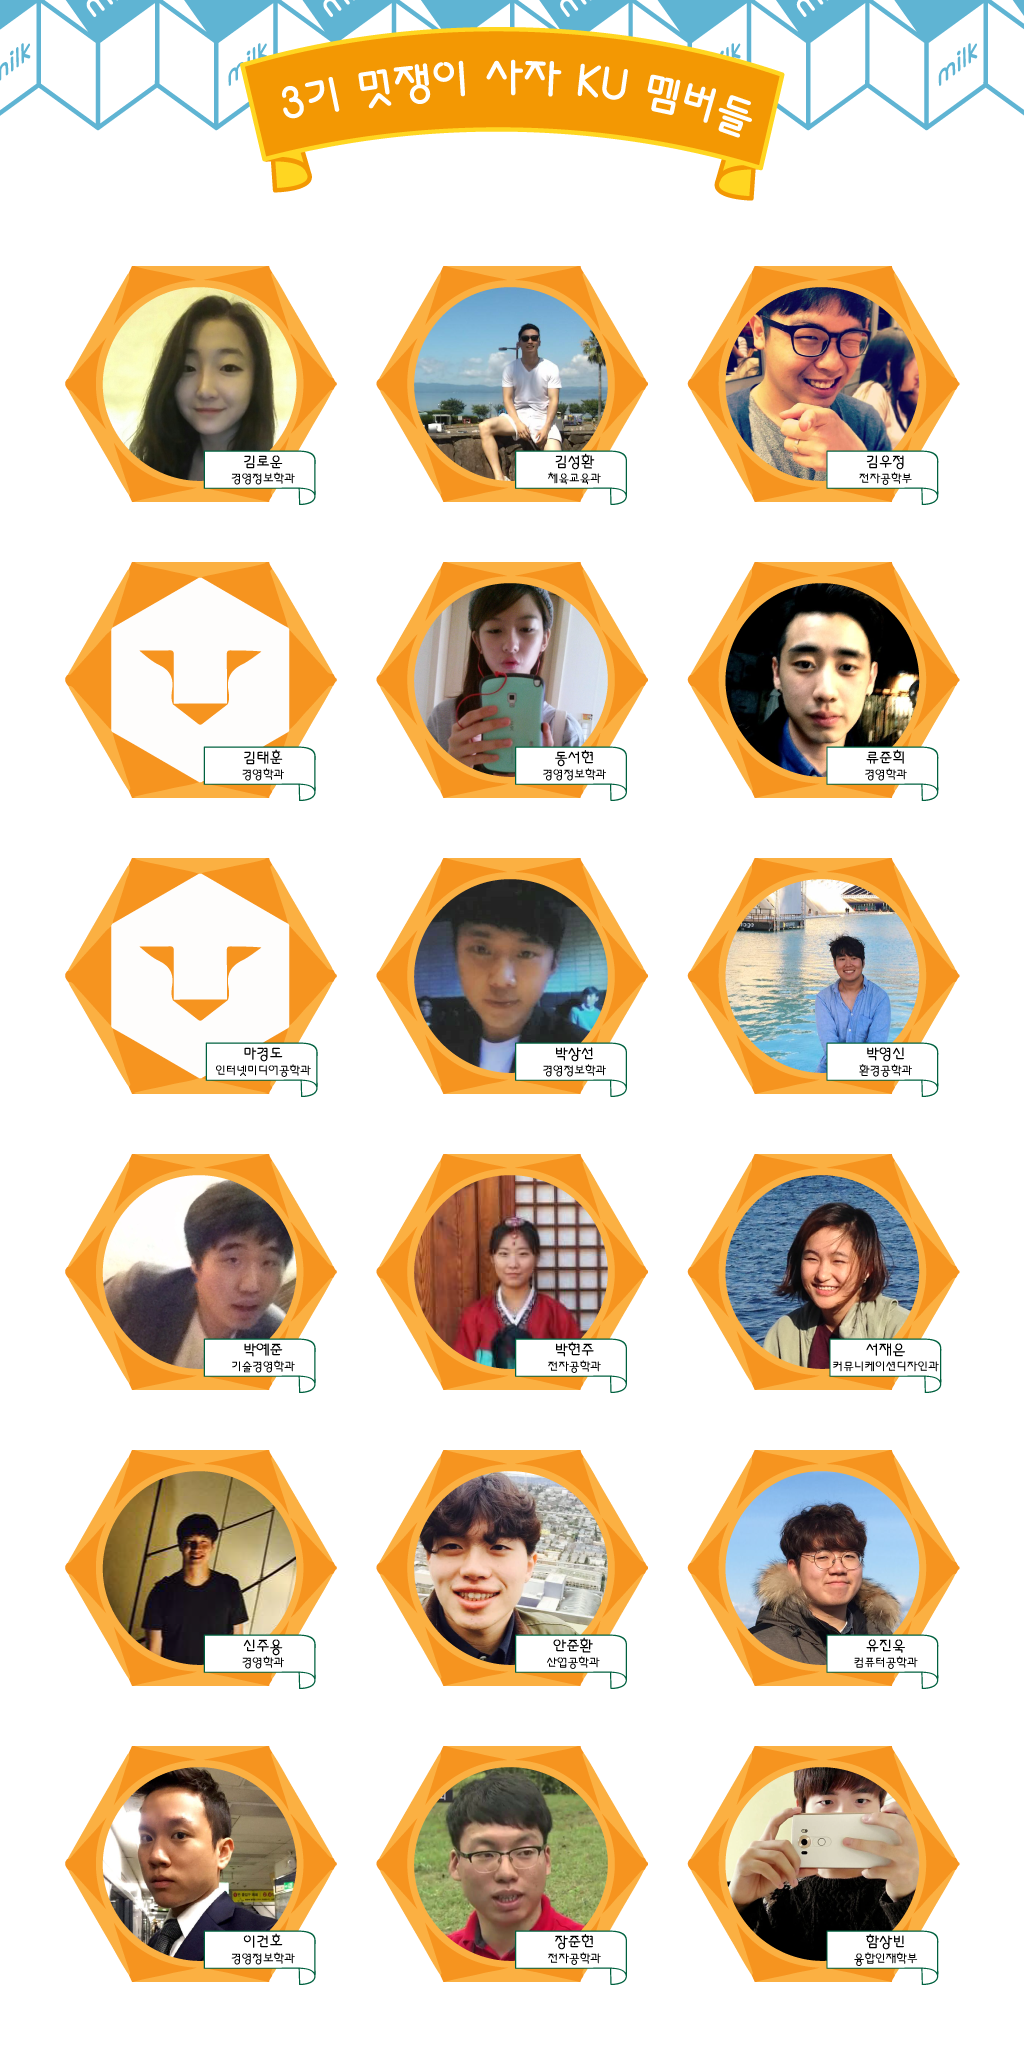 milk
milk
milk
milk
milk
milk
3기 멋쟁이 사자 KU 멤버들
김로운
경영정보학과
김성환
체육교육과
김우정
전자공학부
김태훈
경영학과
동서현
경영정보학과
류준희
경영학과
마경도
인터넷미디어공학과
박상선
경영정보학과
박영신
환경공학과
박예준
기술경영학과
박현주
전자공학과
서재은
커뮤니케이션디자인과
신주용
경영학과
안준환
산업공학과
유진욱
컴퓨터공학과
이건호
경영정보학과
장준현
전자공학과
함상빈
융합인재학부